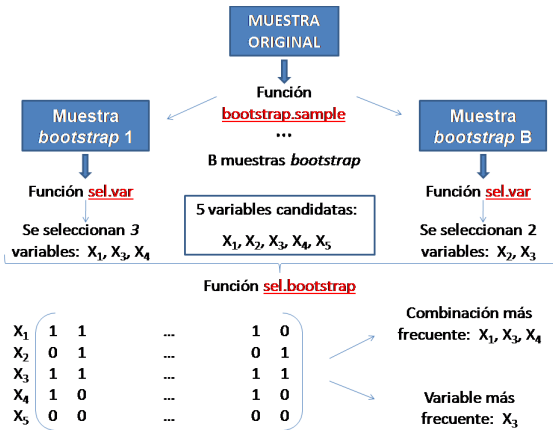 MUESTRA
ORIGINAL
Función
bootstrap.sample
...
B muestras bootstrap
Muestra
bootstrap 1
Muestra
bootstrap B
Función sel.var
Función sel.var
Se seleccionan 3
variables: X1, X3, X4
5 variables candidatas:
X1, X2, X3, X4, X5
Se seleccionan 2
variables: X2, X3
Función sel.bootstrap
X1 1 1 ... 1 0
X2 0 1 ... 0 1
X3 1 1 ... 1 1
X4 1 0 ... 1 0
X5 0 0 ... 0 0
Combinación más
frecuente: X1, X3, X4
Variable más
frecuente: X3